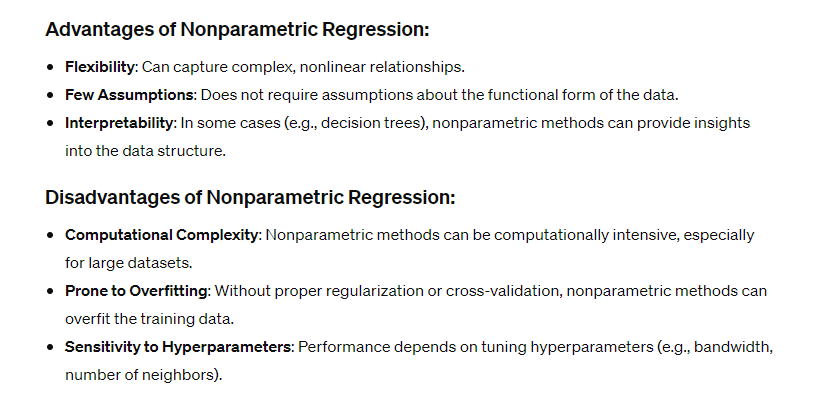 Advantages of Nonparametric Regression:
• Flexibility: Can capture complex, nonlinear relationships.
• Few Assumptions: Does not require assumptions about the functional form of the data.
• Interpretability: In some cases (e.g., decision trees), nonparametric methods can provide insights
into the data structure.
Disadvantages of Nonparametric Regression:
• Computational Complexity: Nonparametric methods can be computationally intensive, especially
for large datasets.
• Prone to Overfitting: Without proper regularization or cross-validation, nonparametric methods can
overfit the training data.
• Sensitivity to Hyperparameters: Performance depends on tuning hyperparameters (e.g., bandwidth,
number of neighbors).